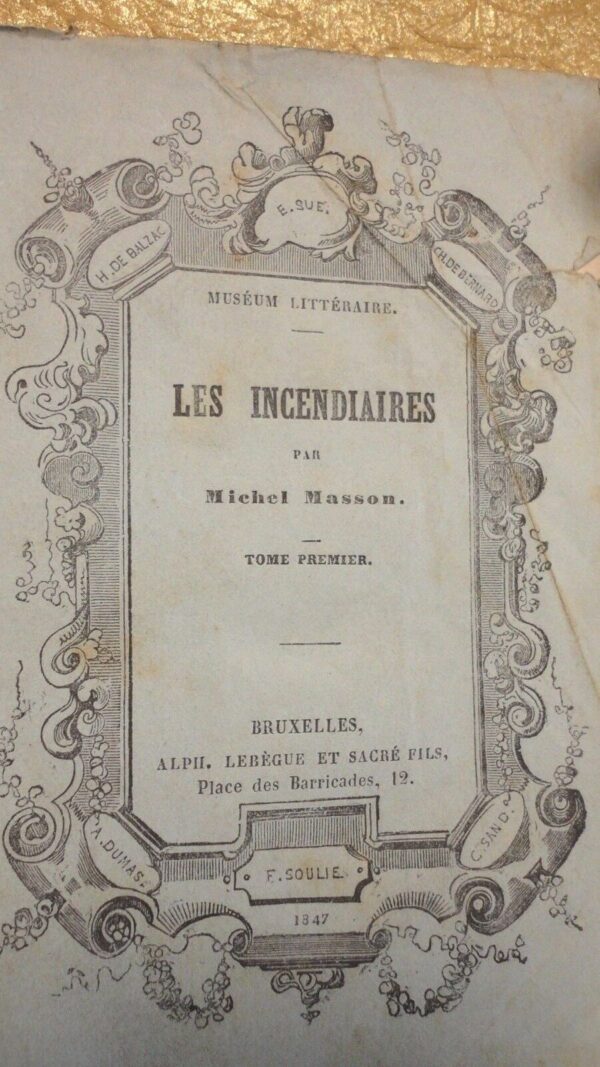 E. SUE.
H. DE BALZAC
CH. DE BERNARD
MUSÉUM LITTÉRAIRE.
LES INCENDIAIRES
PAR
Michel Masson.
TOME PREMIER.
BRUXELLES,
ALPH. LEBÈGUE ET SACRÉ FILS,
Place des Barricades, 12.
A. DUMAS.
F. SOULIE.
C. SAND.
1847